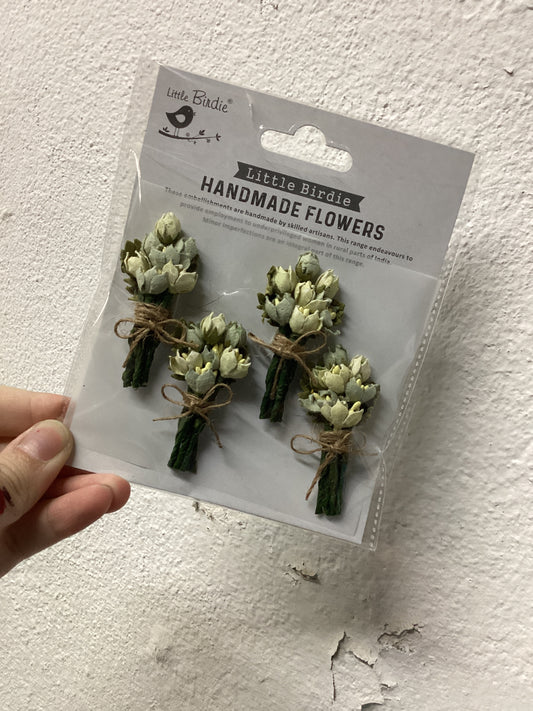 Little Birdie®
Little Birdie
HANDMADE FLOWERS
These embellishments are handmade by skilled artisans. This range endeavours to
provide employment to underprivileged women in rural parts of India
Minor imperfections are an integral part of this range.